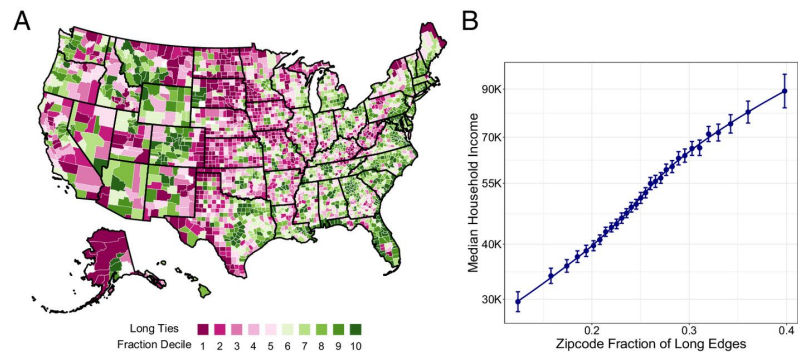 A
Long Ties
Fraction Decile
1 2 3 4 5 6 7 8 9 10
B
Median Household Income
90K
70K
55K
40K
30K
0.2 0.3 0.4
Zipcode Fraction of Long Edges